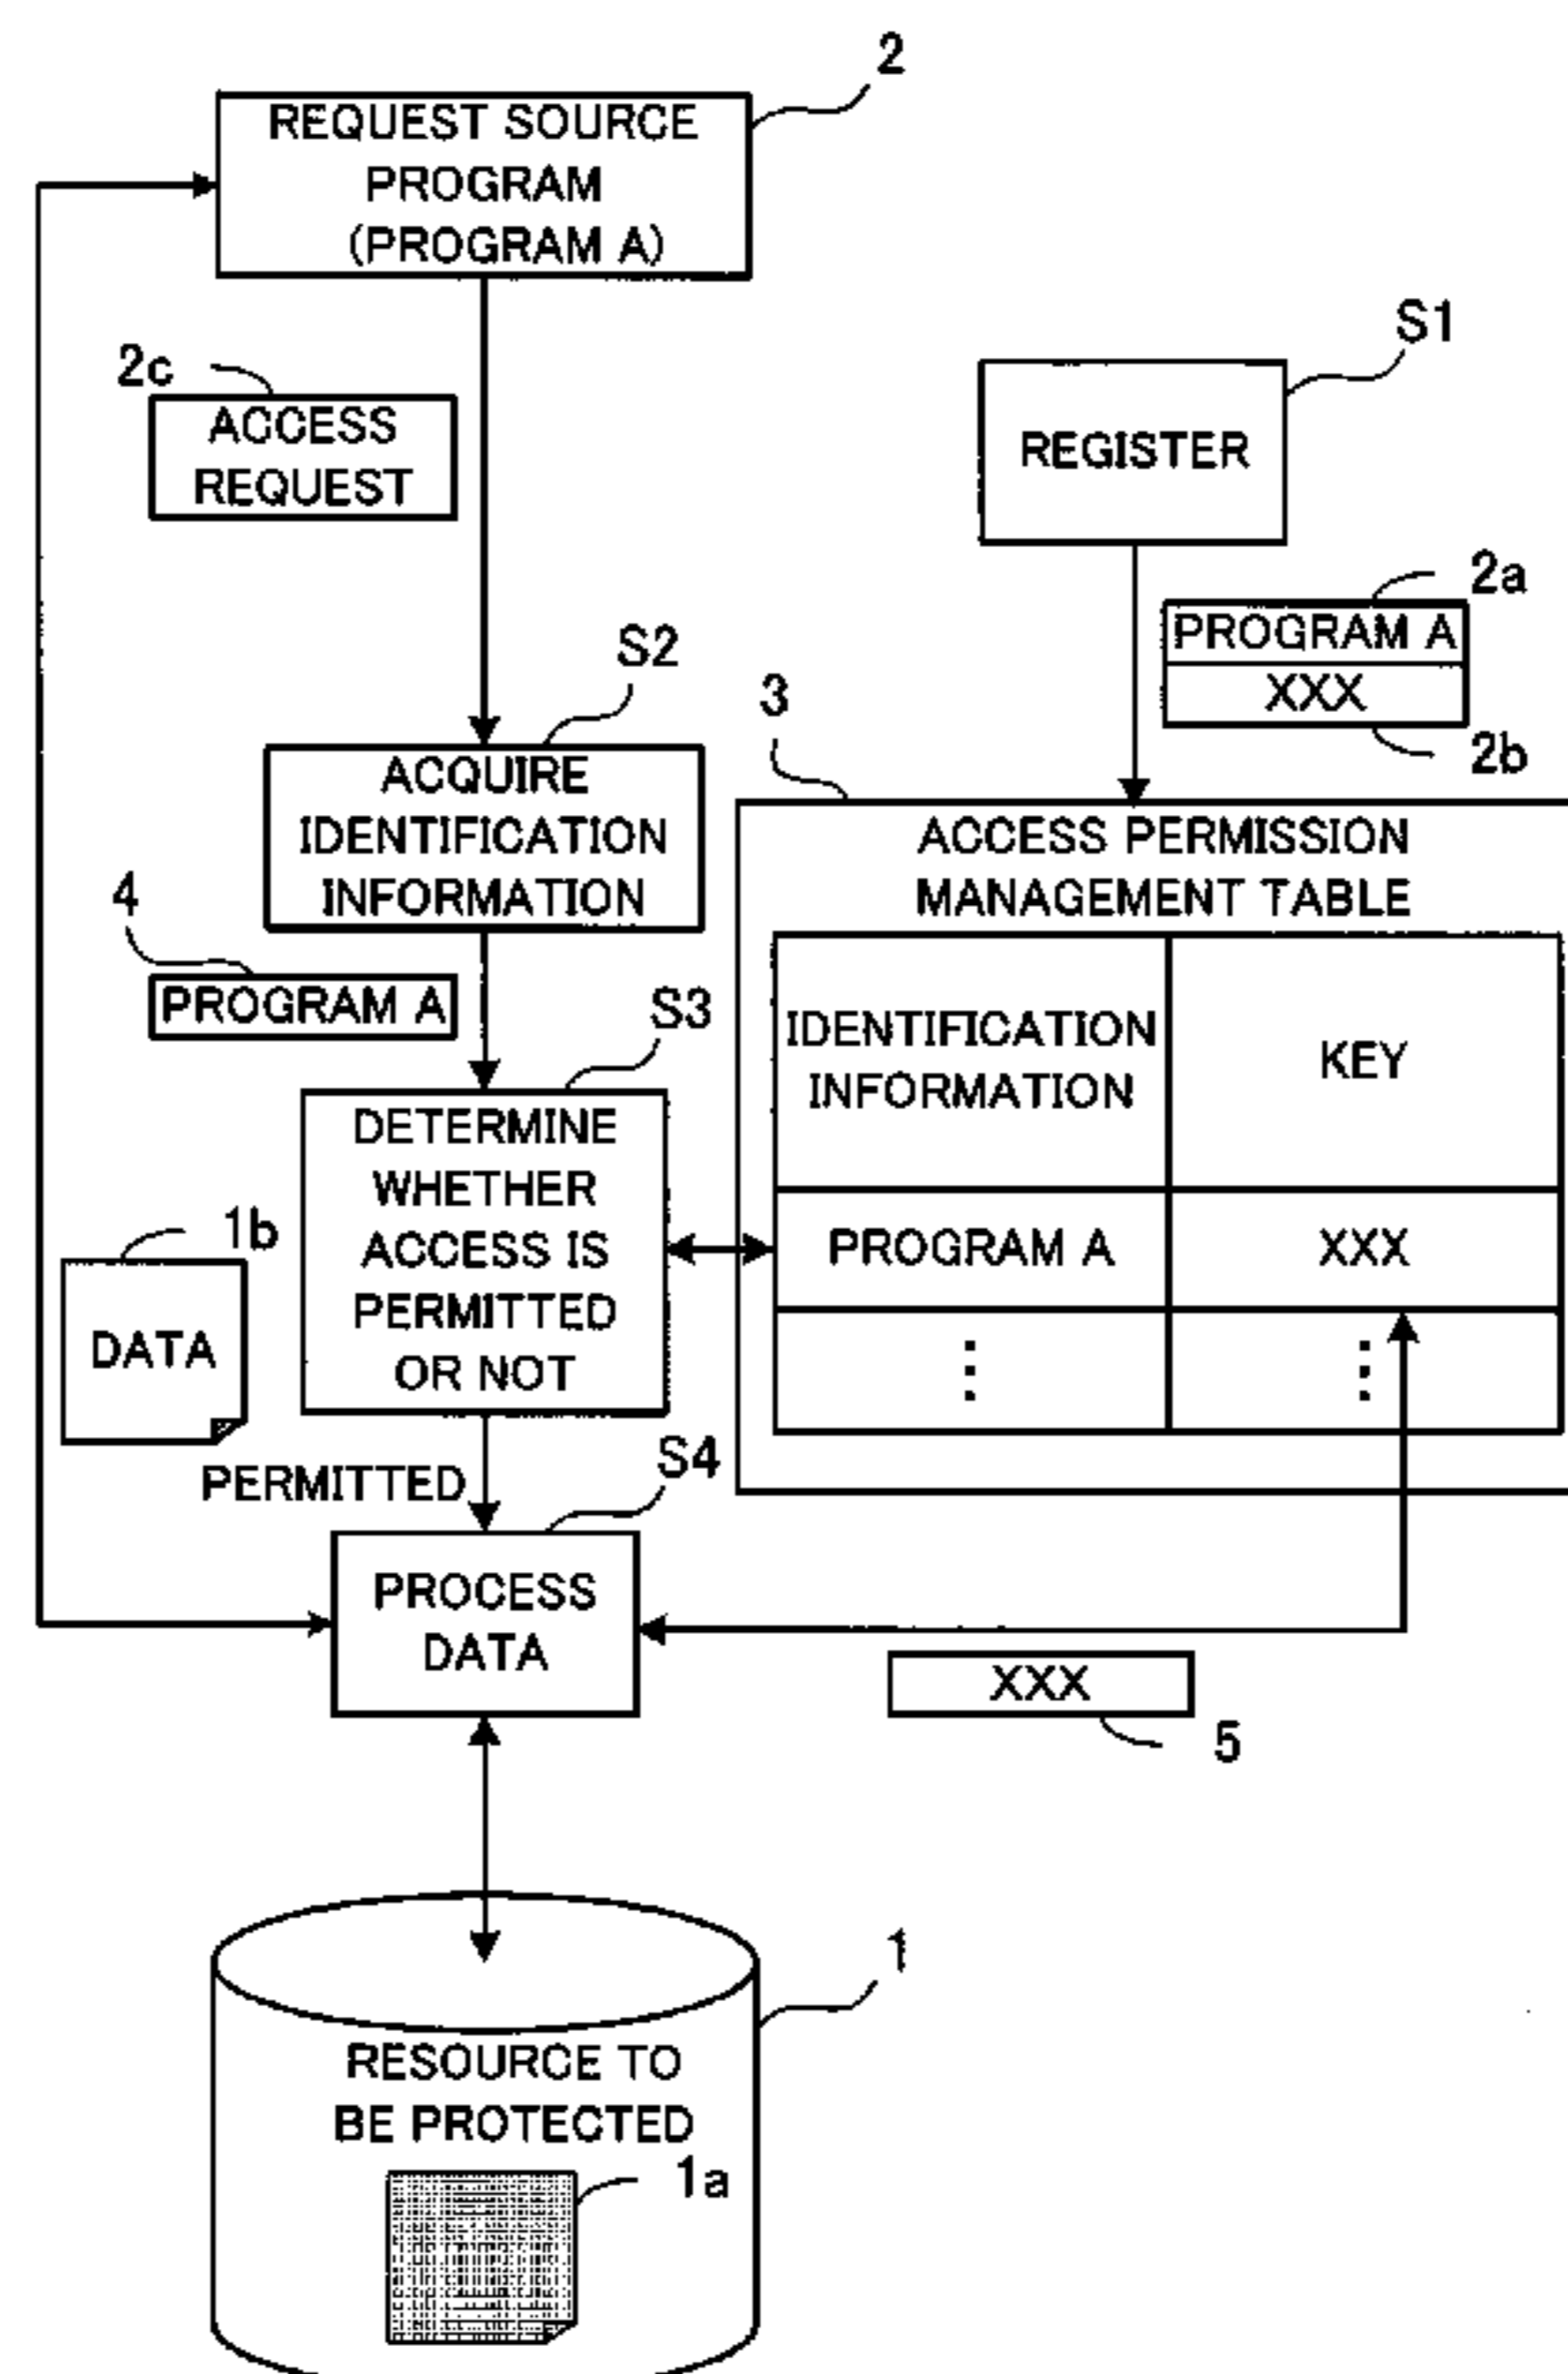 2
REQUEST SOURCE
PROGRAM
(PROGRAM A)
S1
2c
ACCESS
REQUEST
REGISTER
2a
PROGRAM A
XXX
2b
S2
3
ACQUIRE
IDENTIFICATION
INFORMATION
ACCESS PERMISSION
MANAGEMENT TABLE
4
PROGRAM A
S3
IDENTIFICATION
INFORMATION
KEY
DETERMINE
WHETHER
ACCESS IS
PERMITTED
OR NOT
PROGRAM A
XXX
1b
DATA
PERMITTED
S4
PROCESS
DATA
XXX
5
1
RESOURCE TO
BE PROTECTED
1a